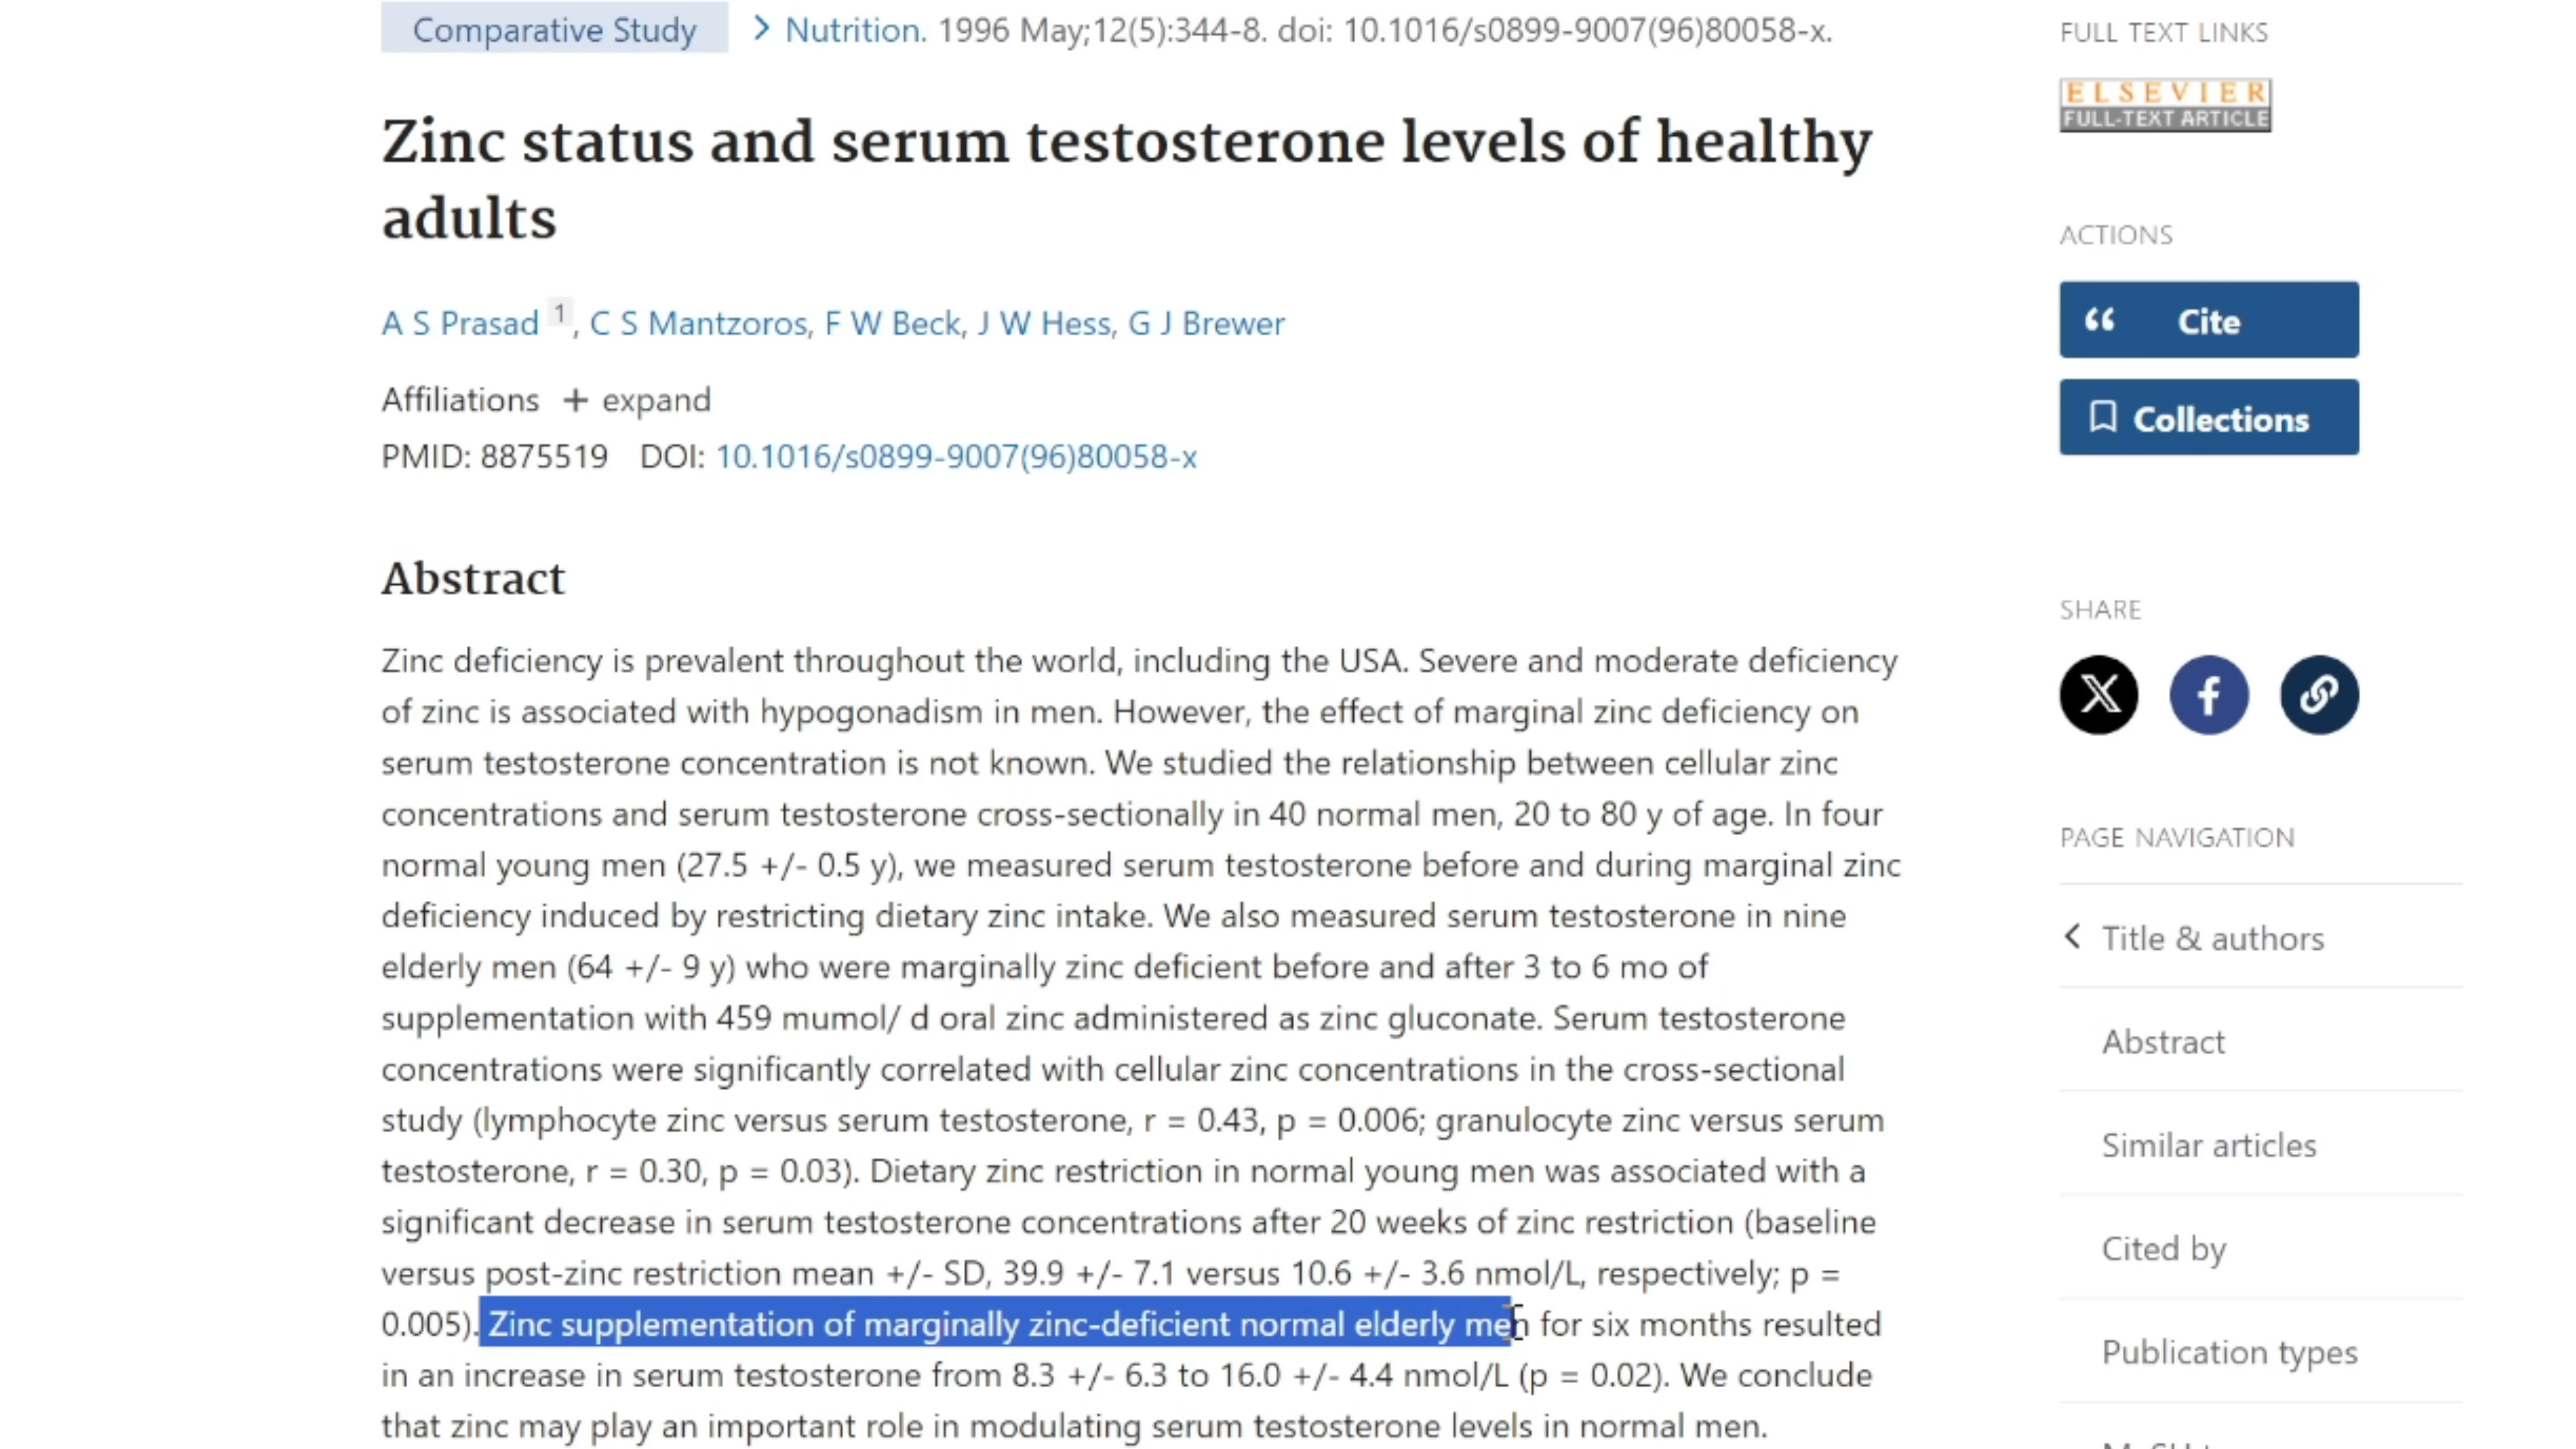 Comparative Study > Nutrition. 1996 May;12(5):344-8. doi: 10.1016/s0899-9007(96)80058-x.
Zinc status and serum testosterone levels of healthy
adults
A S Prasad 1, C S Mantzoros, F W Beck, J W Hess, G J Brewer
Affiliations + expand
PMID: 8875519 DOI: 10.1016/s0899-9007(96)80058-x
Abstract
Zinc deficiency is prevalent throughout the world, including the USA. Severe and moderate deficiency
of zinc is associated with hypogonadism in men. However, the effect of marginal zinc deficiency on
serum testosterone concentration is not known. We studied the relationship between cellular zinc
concentrations and serum testosterone cross-sectionally in 40 normal men, 20 to 80 y of age. In four
normal young men (27.5 +/- 0.5 y), we measured serum testosterone before and during marginal zinc
deficiency induced by restricting dietary zinc intake. We also measured serum testosterone in nine
elderly men (64 +/- 9 y) who were marginally zinc deficient before and after 3 to 6 mo of
supplementation with 459 mumol/ d oral zinc administered as zinc gluconate. Serum testosterone
concentrations were significantly correlated with cellular zinc concentrations in the cross-sectional
study (lymphocyte zinc versus serum testosterone, r = 0.43, p = 0.006; granulocyte zinc versus serum
testosterone, r = 0.30, p = 0.03). Dietary zinc restriction in normal young men was associated with a
significant decrease in serum testosterone concentrations after 20 weeks of zinc restriction (baseline
versus post-zinc restriction mean +/- SD, 39.9 +/- 7.1 versus 10.6 +/- 3.6 nmol/L, respectively; p =
0.005). Zinc supplementation of marginally zinc-deficient normal elderly men for six months resulted
in an increase in serum testosterone from 8.3 +/- 6.3 to 16.0 +/- 4.4 nmol/L (p = 0.02). We conclude
that zinc may play an important role in modulating serum testosterone levels in normal men.
FULL TEXT LINKS
ELSEVIER
FULL-TEXT ARTICLE
ACTIONS
Cite
Collections
SHARE
PAGE NAVIGATION
Title & authors
Abstract
Similar articles
Cited by
Publication types